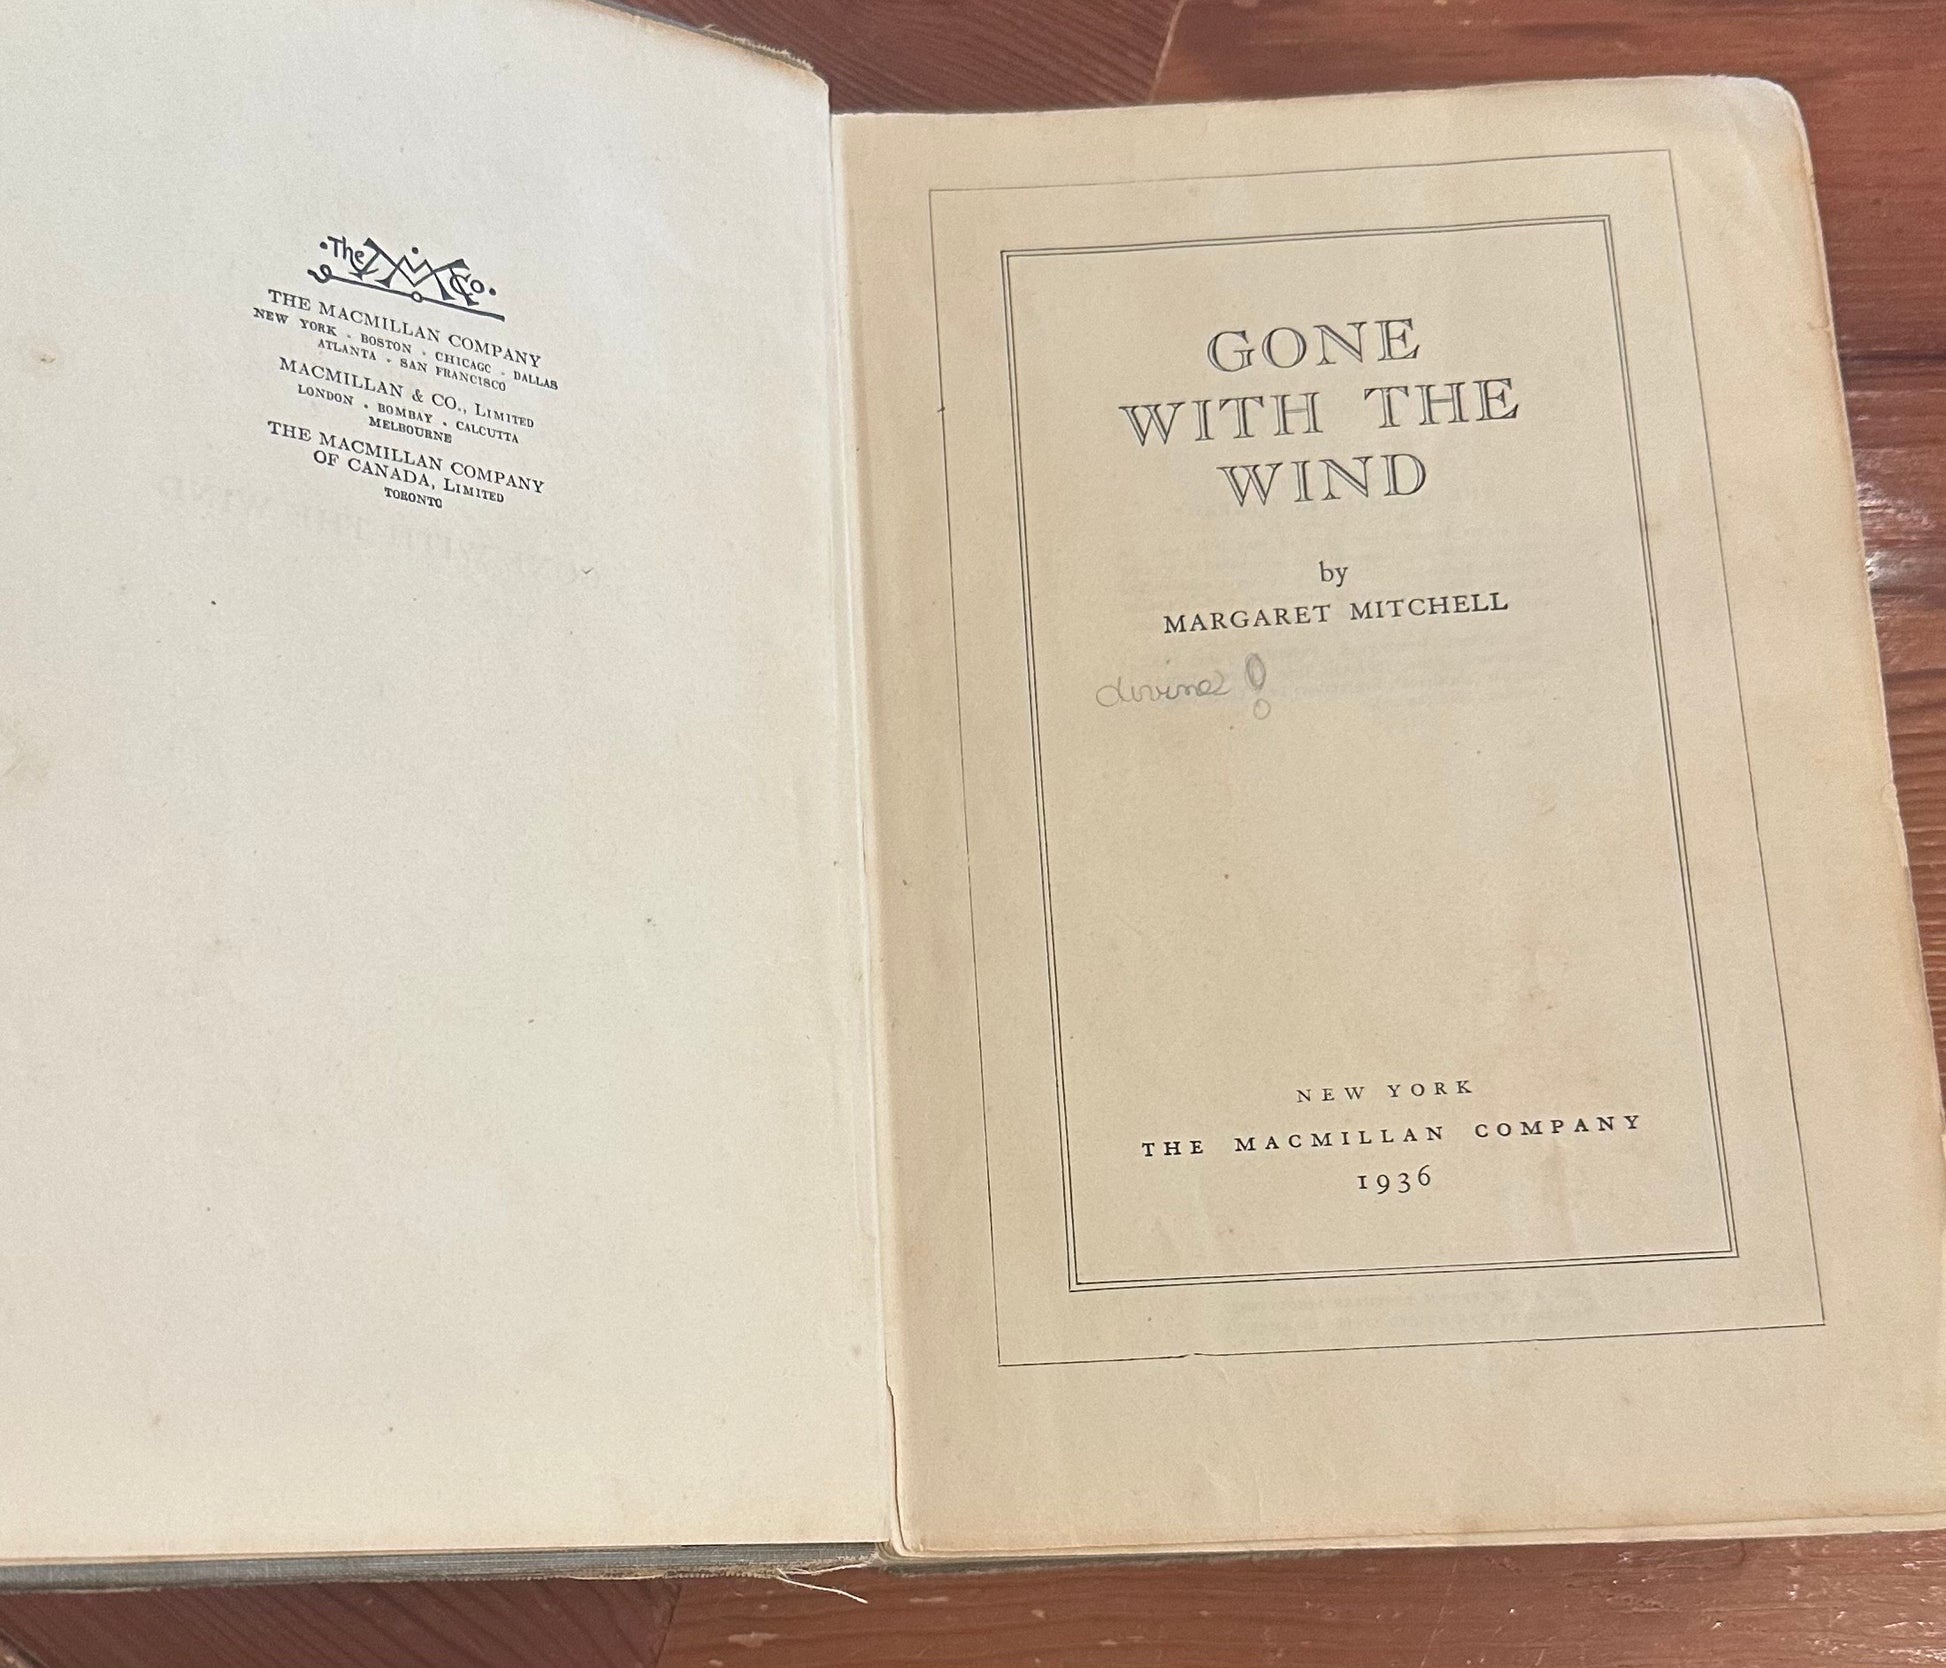 The M Co.
THE MACMILLAN COMPANY
NEW YORK · BOSTON · CHICAGO · DALLAS
ATLANTA · SAN FRANCISCO
MACMILLAN & CO., LIMITED
LONDON · BOMBAY · CALCUTTA
MELBOURNE
THE MACMILLAN COMPANY
OF CANADA, LIMITED
TORONTO
GONE
WITH THE
WIND
by
MARGARET MITCHELL
divine !
NEW YORK
THE MACMILLAN COMPANY
1936